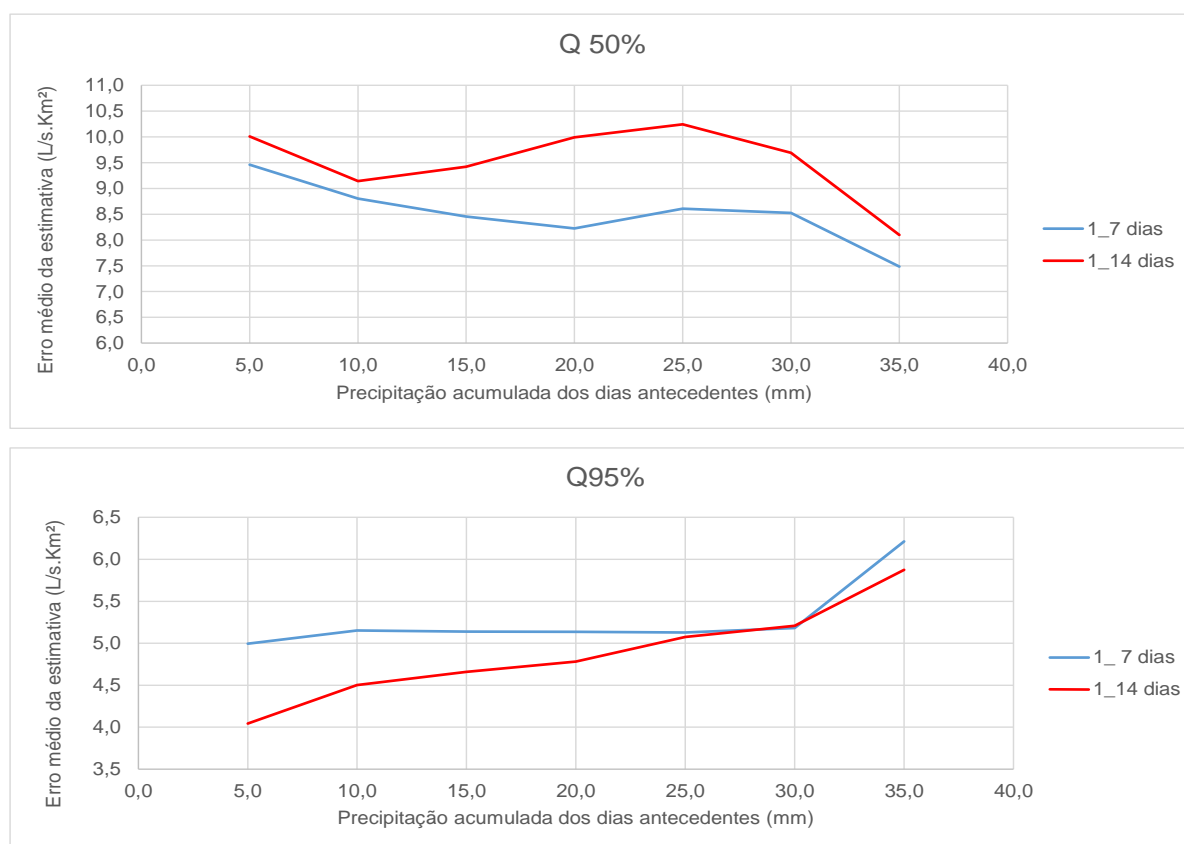 Q 50%
Erro médio da estimativa (L/s.Km²)
11,0
10,5
10,0
9,5
9,0
8,5
8,0
7,5
7,0
6,5
6,0
0,0 5,0 10,0 15,0 20,0 25,0 30,0 35,0 40,0
Precipitação acumulada dos dias antecedentes (mm)
1_7 dias
1_14 dias
Q95%
Erro médio da estimativa (L/s.Km²)
6,5
6,0
5,5
5,0
4,5
4,0
3,5
0,0 5,0 10,0 15,0 20,0 25,0 30,0 35,0 40,0
Precipitação acumulada dos dias antecedentes (mm)
1_ 7 dias
1_14 dias